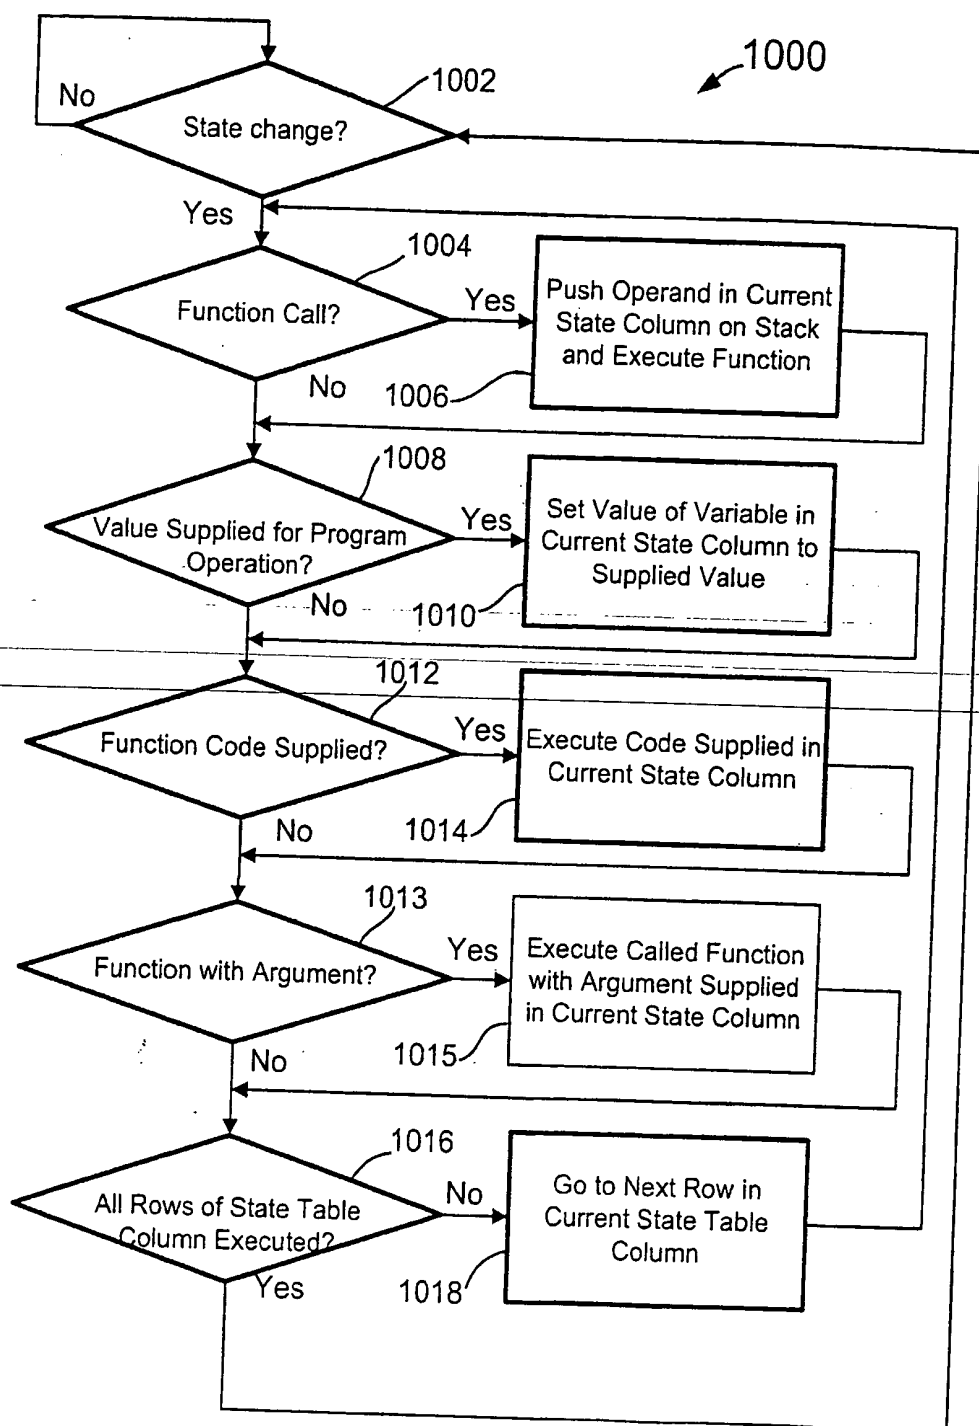 1000
1002
No
State change?
Yes
1004
Function Call?
Yes
Push Operand in Current
State Column on Stack
and Execute Function
1006
No
1008
Value Supplied for Program
Operation?
Yes
Set Value of Variable in
Current State Column to
Supplied Value
1010
No
1012
Function Code Supplied?
Yes
Execute Code Supplied in
Current State Column
1014
No
1013
Function with Argument?
Yes
Execute Called Function
with Argument Supplied
in Current State Column
1015
No
1016
All Rows of State Table
Column Executed?
No
Go to Next Row in
Current State Table
Column
1018
Yes